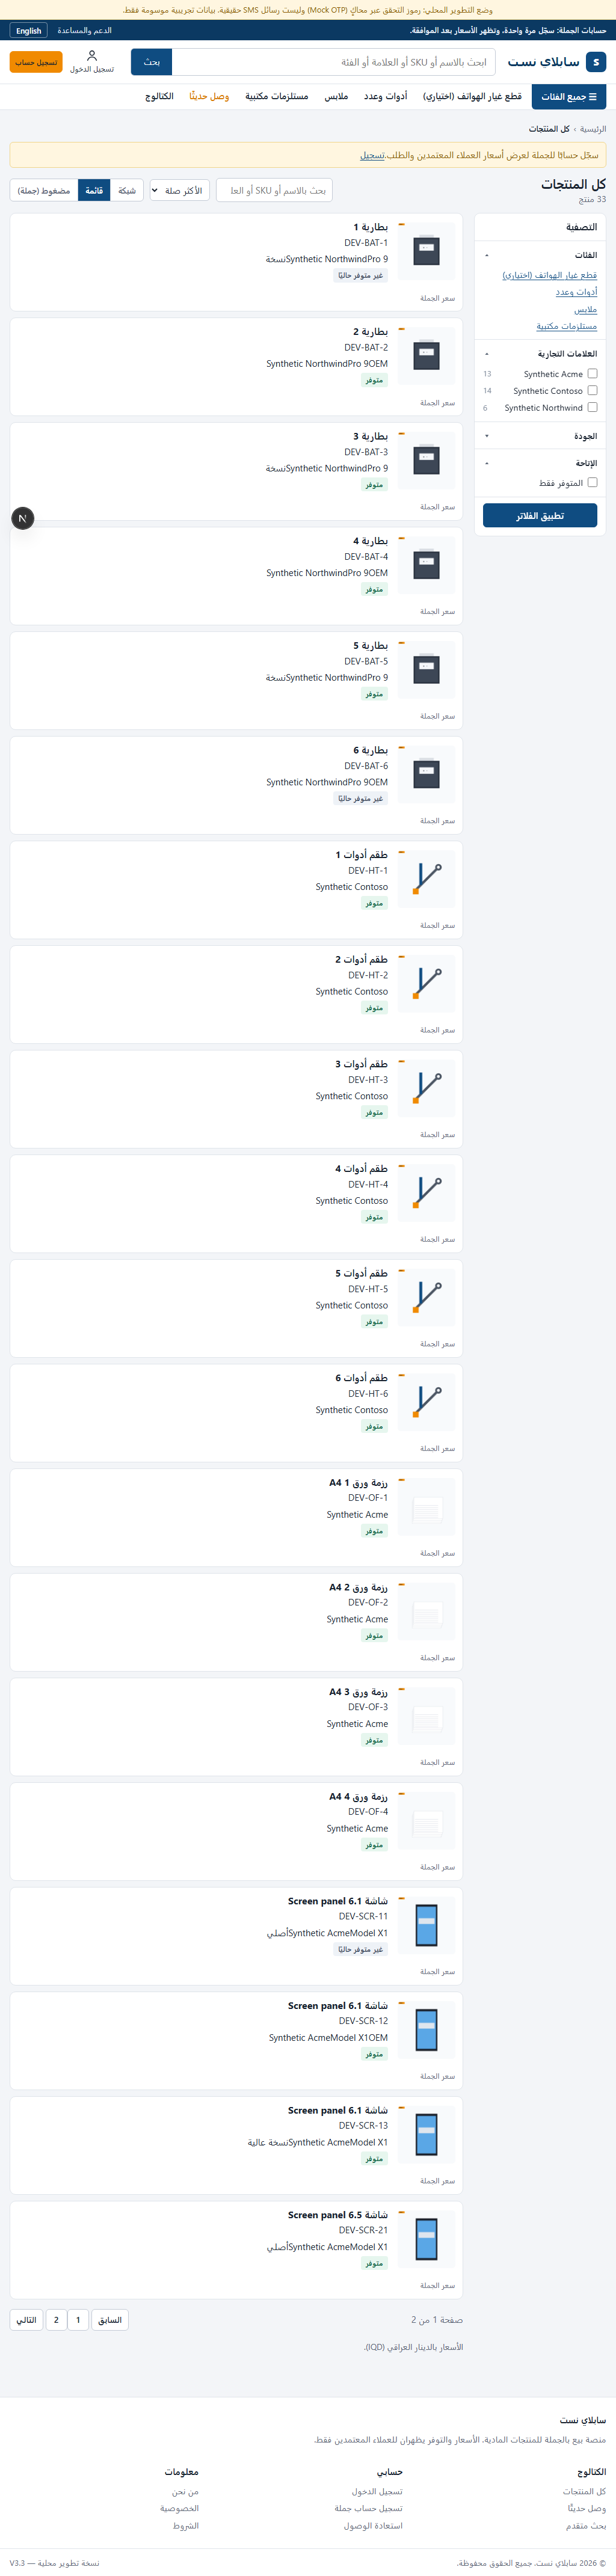 وضع التطوير المحلي: رموز التحقق عبر محاكٍ (Mock OTP) وليست رسائل SMS حقيقية. بيانات تجريبية موسومة فقط.
حسابات الجملة: سجّل مرة واحدة، وتظهر الأسعار بعد الموافقة.
الدعم والمساعدة
English
S
سابلاي نست
ابحث بالاسم أو SKU أو العلامة أو الفئة
بحث
تسجيل الدخول
تسجيل حساب
☰ جميع الفئات
قطع غيار الهواتف (اختياري)
أدوات وعدد
ملابس
مستلزمات مكتبية
وصل حديثًا
الكتالوج
الرئيسية › كل المنتجات
سجّل حسابًا للجملة لعرض أسعار العملاء المعتمدين والطلب.تسجيل
كل المنتجات
33 منتج
بحث بالاسم أو SKU أو العلا
الأكثر صلة
شبكة
قائمة
مضغوط (جملة)
التصفية
الفئات
قطع غيار الهواتف (اختياري)
أدوات وعدد
ملابس
مستلزمات مكتبية
العلامات التجارية
Synthetic Acme 13
Synthetic Contoso 14
Synthetic Northwind 6
الجودة
الإتاحة
المتوفر فقط
تطبيق الفلاتر
بطارية 1
DEV-BAT-1
Synthetic NorthwindPro 9نسخة
غير متوفر حاليًا
سعر الجملة
بطارية 2
DEV-BAT-2
Synthetic NorthwindPro 9OEM
متوفر
سعر الجملة
بطارية 3
DEV-BAT-3
Synthetic NorthwindPro 9نسخة
متوفر
سعر الجملة
N
بطارية 4
DEV-BAT-4
Synthetic NorthwindPro 9OEM
متوفر
سعر الجملة
بطارية 5
DEV-BAT-5
Synthetic NorthwindPro 9نسخة
متوفر
سعر الجملة
بطارية 6
DEV-BAT-6
Synthetic NorthwindPro 9OEM
غير متوفر حاليًا
سعر الجملة
طقم أدوات 1
DEV-HT-1
Synthetic Contoso
متوفر
سعر الجملة
طقم أدوات 2
DEV-HT-2
Synthetic Contoso
متوفر
سعر الجملة
طقم أدوات 3
DEV-HT-3
Synthetic Contoso
متوفر
سعر الجملة
طقم أدوات 4
DEV-HT-4
Synthetic Contoso
متوفر
سعر الجملة
طقم أدوات 5
DEV-HT-5
Synthetic Contoso
متوفر
سعر الجملة
طقم أدوات 6
DEV-HT-6
Synthetic Contoso
متوفر
سعر الجملة
رزمة ورق A4 1
DEV-OF-1
Synthetic Acme
متوفر
سعر الجملة
رزمة ورق A4 2
DEV-OF-2
Synthetic Acme
متوفر
سعر الجملة
رزمة ورق A4 3
DEV-OF-3
Synthetic Acme
متوفر
سعر الجملة
رزمة ورق A4 4
DEV-OF-4
Synthetic Acme
متوفر
سعر الجملة
شاشة Screen panel 6.1
DEV-SCR-11
Synthetic AcmeModel X1أصلي
غير متوفر حاليًا
سعر الجملة
شاشة Screen panel 6.1
DEV-SCR-12
Synthetic AcmeModel X1OEM
متوفر
سعر الجملة
شاشة Screen panel 6.1
DEV-SCR-13
Synthetic AcmeModel X1نسخة عالية
متوفر
سعر الجملة
شاشة Screen panel 6.5
DEV-SCR-21
Synthetic AcmeModel X1أصلي
متوفر
سعر الجملة
صفحة 1 من 2
السابق
1
2
التالي
الأسعار بالدينار العراقي (IQD).
سابلاي نست
منصة بيع بالجملة للمنتجات المادية. الأسعار والتوفر يظهران للعملاء المعتمدين فقط.
الكتالوج
كل المنتجات
وصل حديثًا
بحث متقدم
حسابي
تسجيل الدخول
تسجيل حساب جملة
استعادة الوصول
معلومات
من نحن
الخصوصية
الشروط
© 2026 سابلاي نست. جميع الحقوق محفوظة.
نسخة تطوير محلية — V3.3